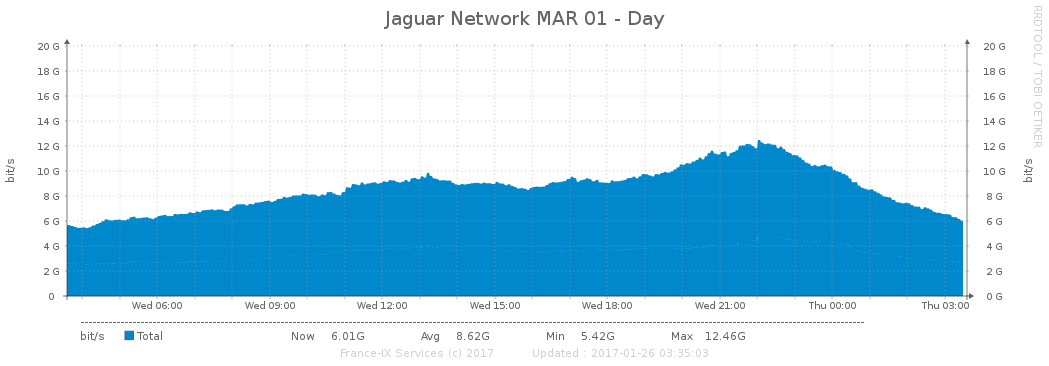 Jaguar Network MAR 01 - Day
RRDTOOL / TOBI OETIKER
bit/s
20 G
18 G
16 G
14 G
12 G
10 G
8 G
6 G
4 G
2 G
0
20 G
18 G
16 G
14 G
12 G
10 G
8 G
6 G
4 G
2 G
0 G
bit/s
Wed 06:00 Wed 09:00 Wed 12:00 Wed 15:00 Wed 18:00 Wed 21:00 Thu 00:00 Thu 03:00
bit/s Total Now 6.01G Avg 8.62G Min 5.42G Max 12.46G
France-IX Services (c) 2017 Updated : 2017-01-26 03:35:03